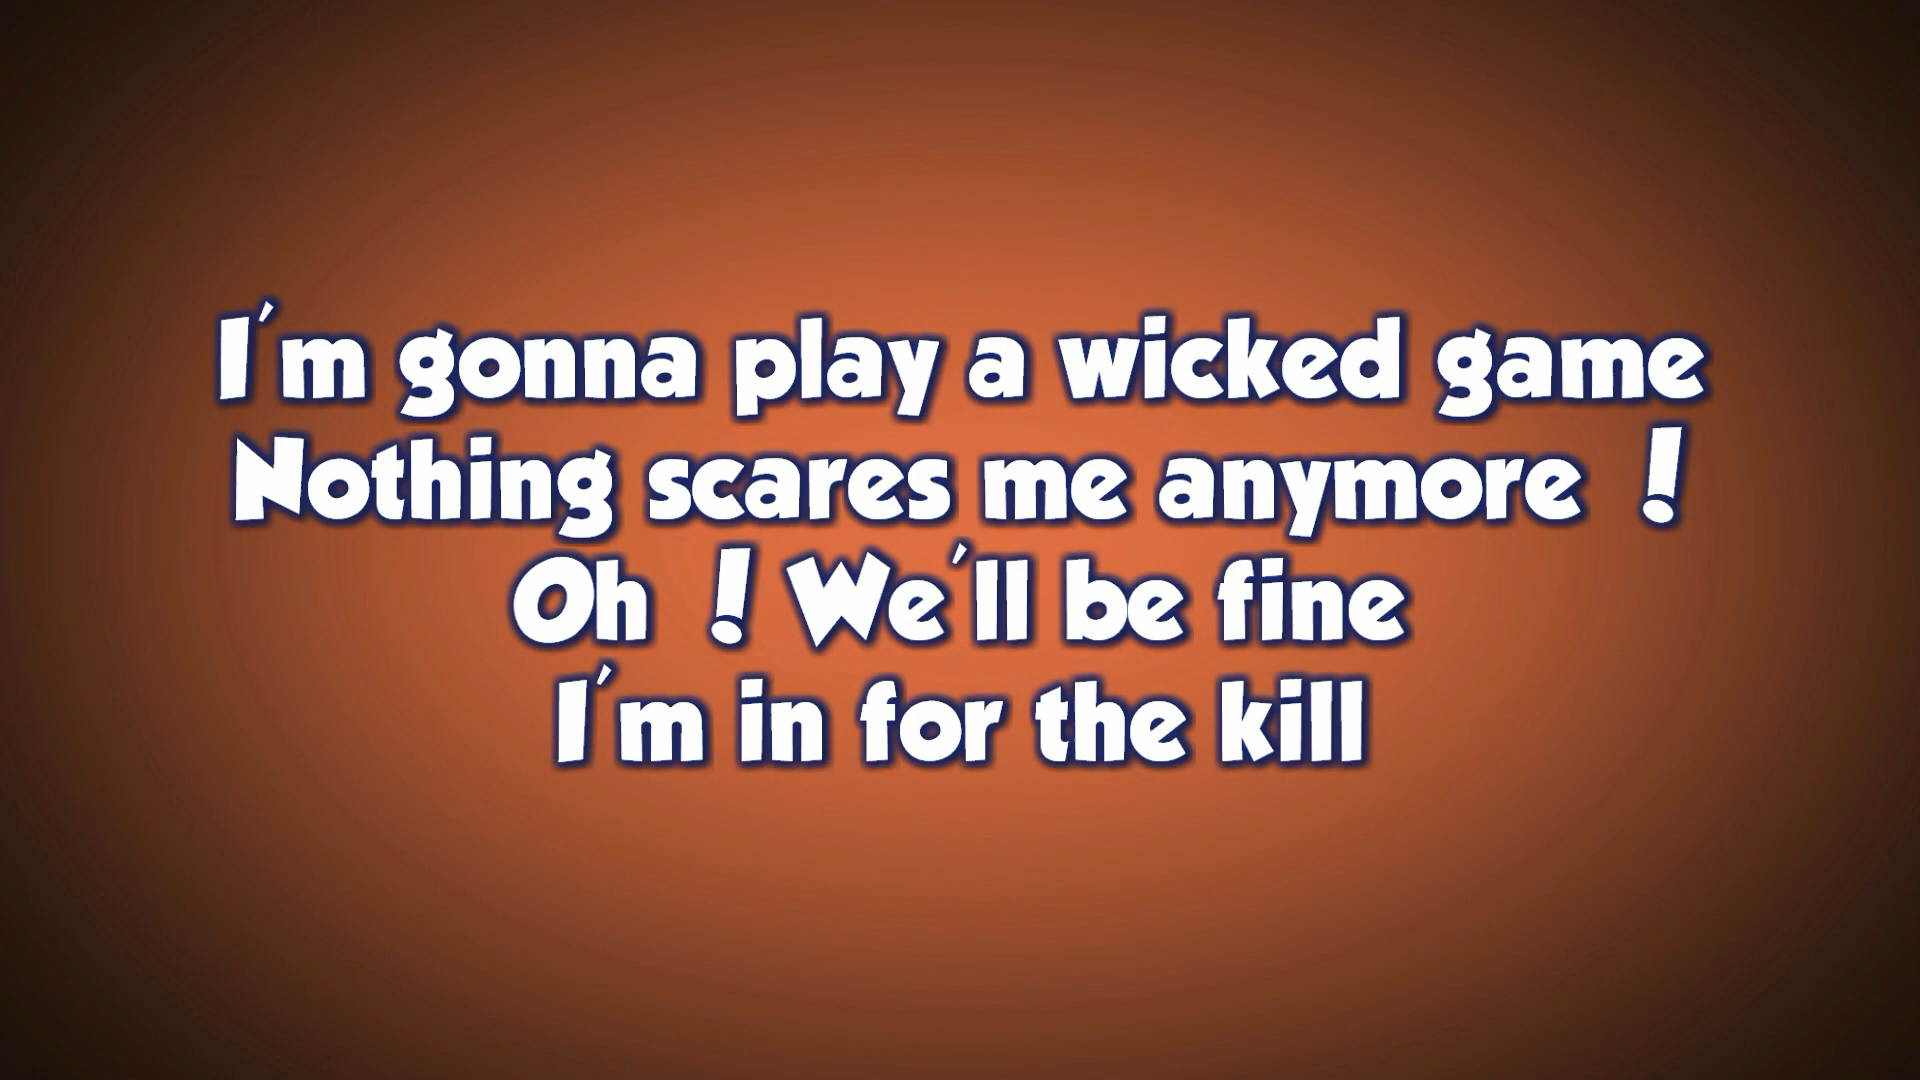 I'm gonna play a wicked game
Nothing scares me anymore !
Oh ! We'll be fine
I'm in for the kill